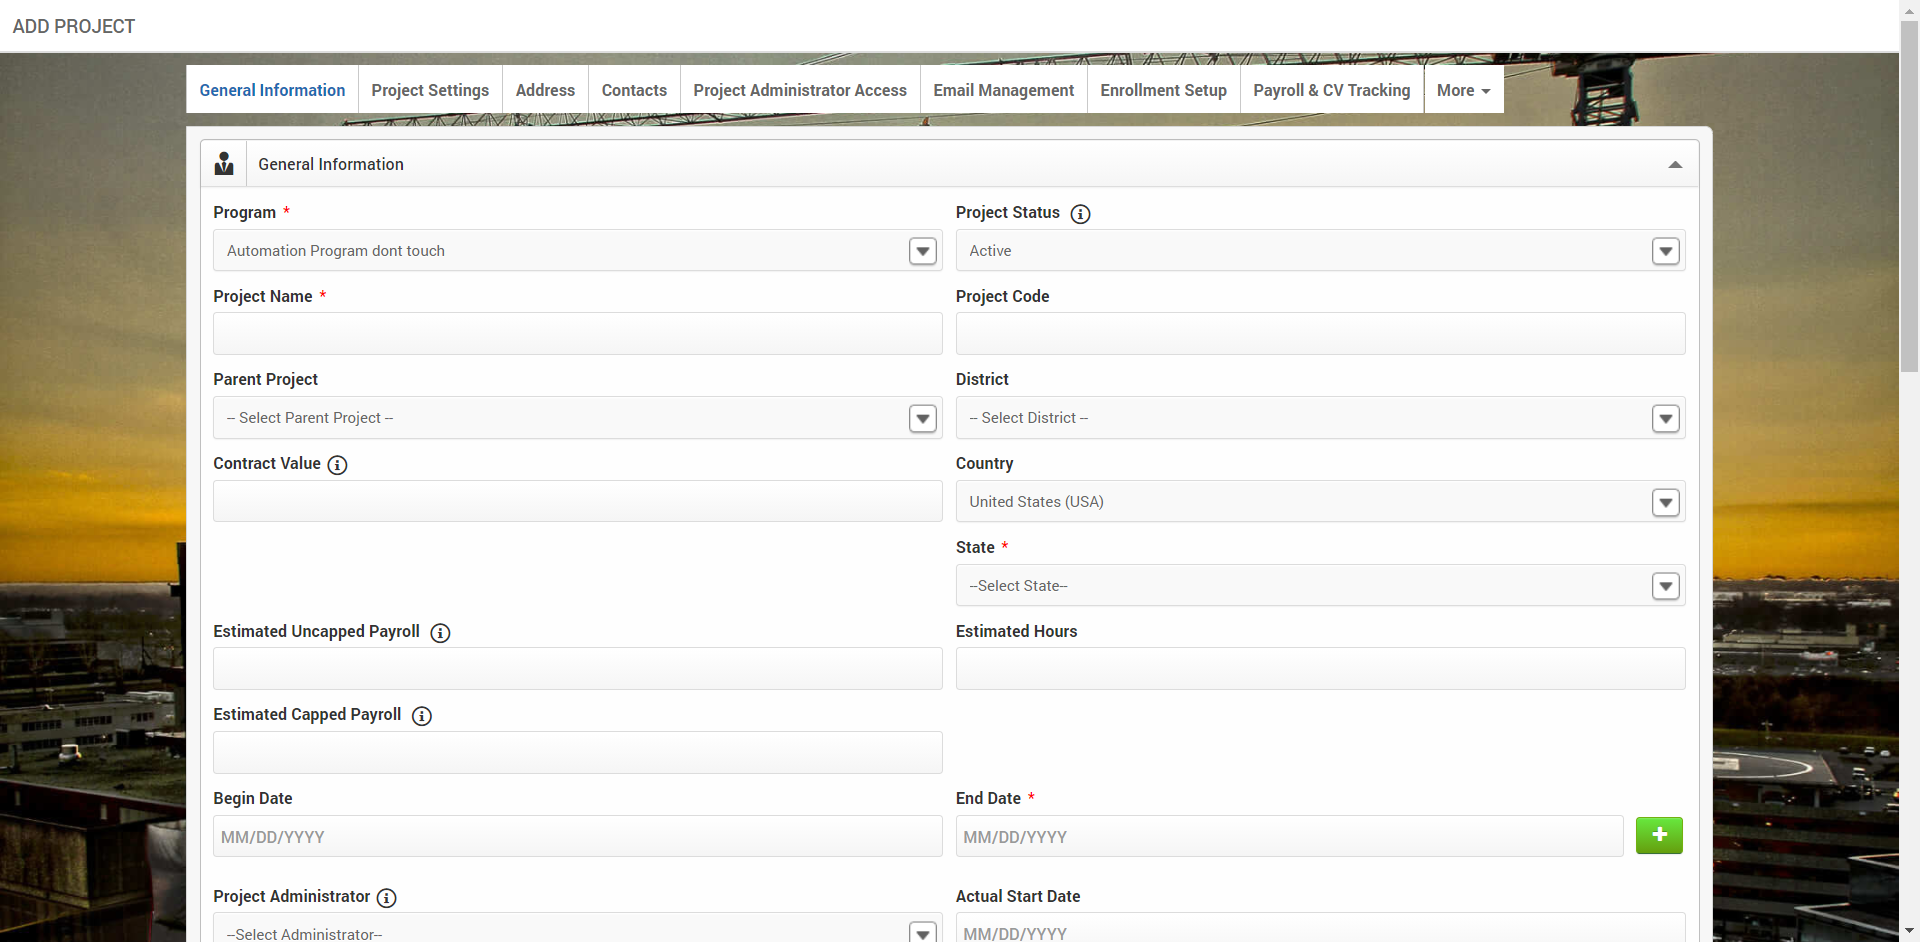 ADD PROJECT
General Information
Project Settings
Address
Contacts
Project Administrator Access
Email Management
Enrollment Setup
Payroll & CV Tracking
More
General Information
Program *
Project Status
Automation Program dont touch
Active
Project Name *
Project Code
Parent Project
District
-- Select Parent Project --
-- Select District --
Contract Value
Country
United States (USA)
State *
--Select State--
Estimated Uncapped Payroll
Estimated Hours
Estimated Capped Payroll
Begin Date
End Date *
MM/DD/YYYY
MM/DD/YYYY
Project Administrator
Actual Start Date
--Select Administrator--
MM/DD/YYYY